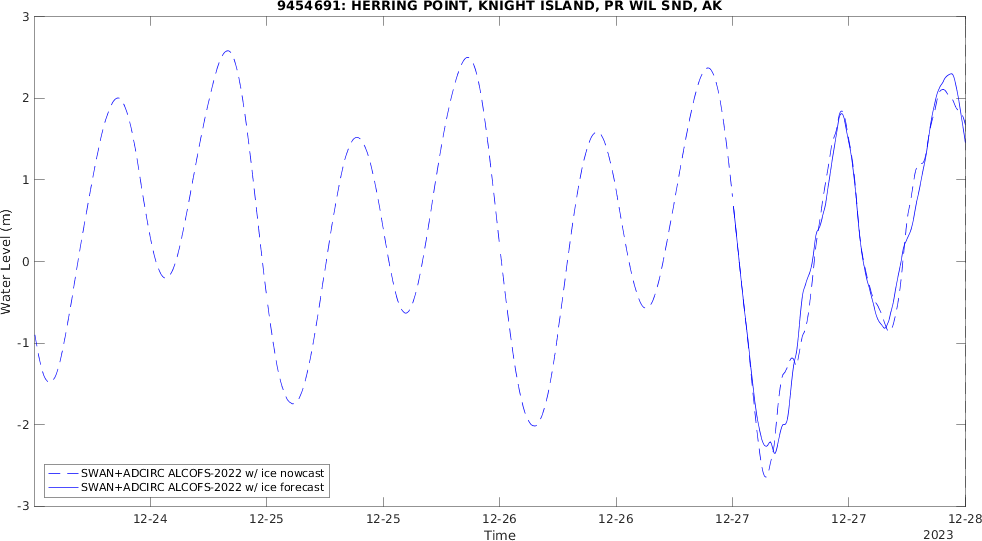 9454691: HERRING POINT, KNIGHT ISLAND, PR WIL SND, AK
3
2
1
0
-1
-2
-3
Water Level (m)
SWAN+ADCIRC ALCOFS-2022 w/ ice nowcast
SWAN+ADCIRC ALCOFS-2022 w/ ice forecast
12-24 12-25 12-25 12-26 12-26 12-27 12-27 12-28
Time
2023